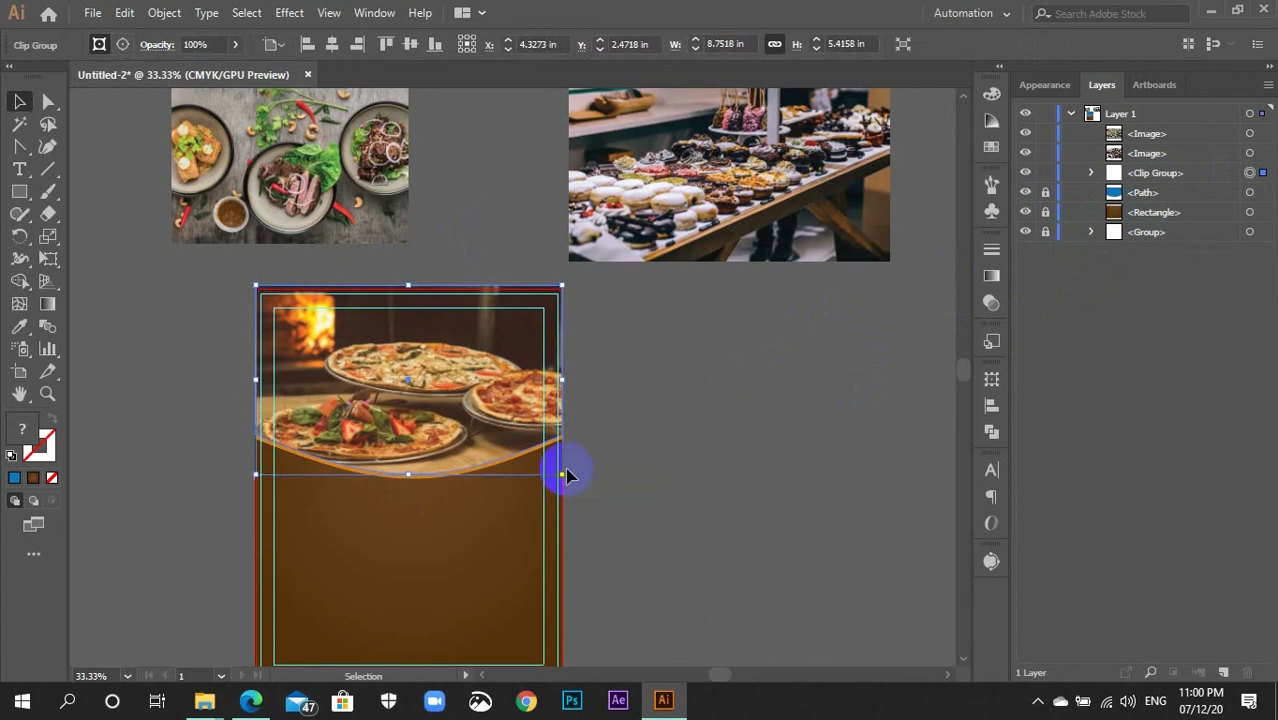 Ai File Edit Object Type Select Effect View Window Help Automation Search Adobe Stock
Clip Group Opacity: 100% X: 4.3273 in Y: 2.4718 in W: 8.7518 in H: 5.4158 in
Untitled-2* @ 33.33% (CMYK/GPU Preview)
Appearance Layers Artboards
Layer 1
<Image>
<Image>
<Clip Group>
<Path>
<Rectangle>
<Group>
?
33.33% 1 Selection
1 Layer
47 Ps Ae Ai ENG 11:00 PM
07/12/20